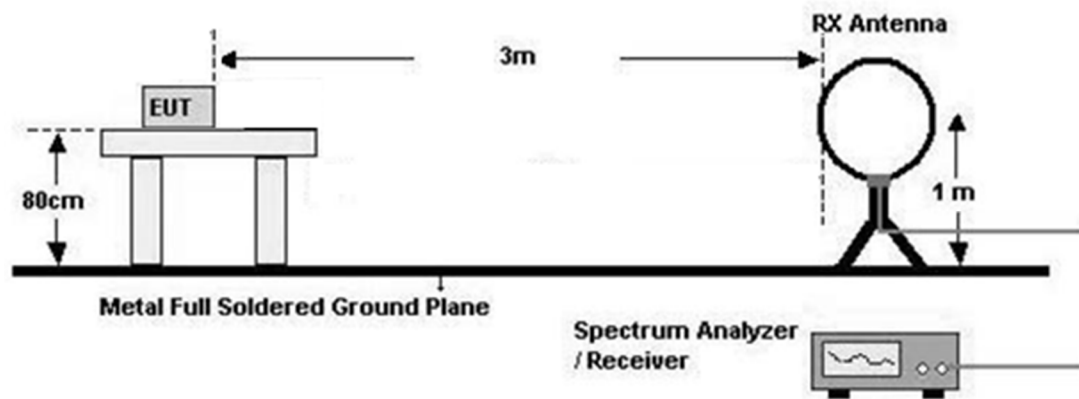 RX Antenna
3m
EUT
80cm
1 m
Metal Full Soldered Ground Plane
Spectrum Analyzer
/ Receiver